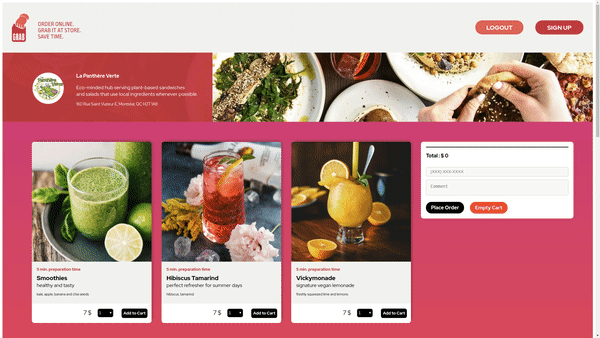 GRAB
ORDER ONLINE.
GRAB IT AT STORE.
SAVE TIME.
LOGOUT
SIGN UP
La Panthère Verte
Eco-minded hub serving plant-based sandwiches
and salads that use local ingredients whenever possible.
160 Rue Saint Viateur E, Montréal, QC H2T 1A8
5 min. preparation time
Smoothies
healthy and tasty
kale, apple, banana and chia seeds
7 $
1
Add to Cart
5 min. preparation time
Hibiscus Tamarind
perfect refresher for summer days
hibiscus, tamarind
7 $
1
Add to Cart
5 min. preparation time
Vickymonade
signature vegan lemonade
freshly squeezed lime and lemons
7 $
1
Add to Cart
Total : $ 0
(XXX) XXX-XXXX
Comment
Place Order
Empty Cart